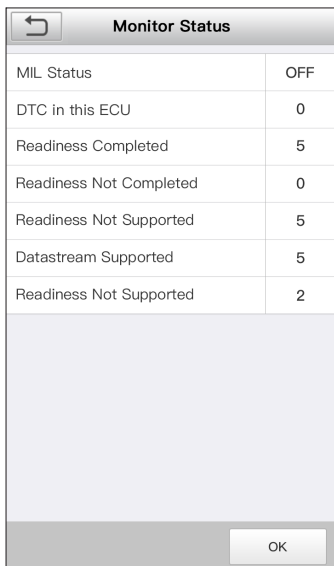 Monitor Status
MIL Status OFF
DTC in this ECU 0
Readiness Completed 5
Readiness Not Completed 0
Readiness Not Supported 5
Datastream Supported 5
Readiness Not Supported 2
OK